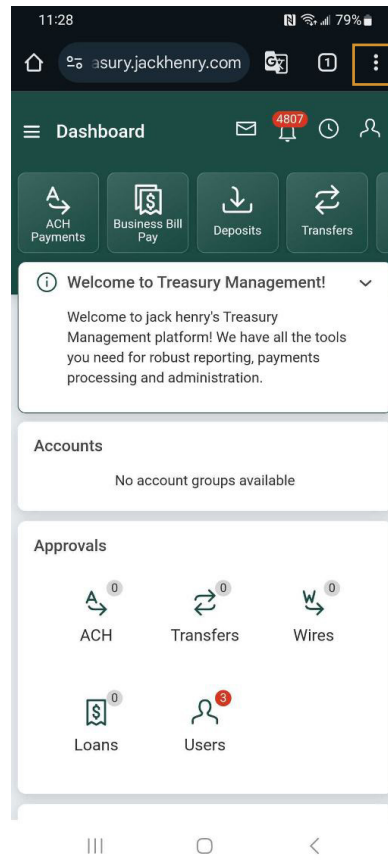 11:28
79%
asury.jackhenry.com
1
Dashboard
4807
ACH
Payments
Business Bill
Pay
Deposits
Transfers
Welcome to Treasury Management!
Welcome to jack henry's Treasury
Management platform! We have all the tools
you need for robust reporting, payments
processing and administration.
Accounts
No account groups available
Approvals
0
ACH
0
Transfers
0
Wires
0
Loans
3
Users